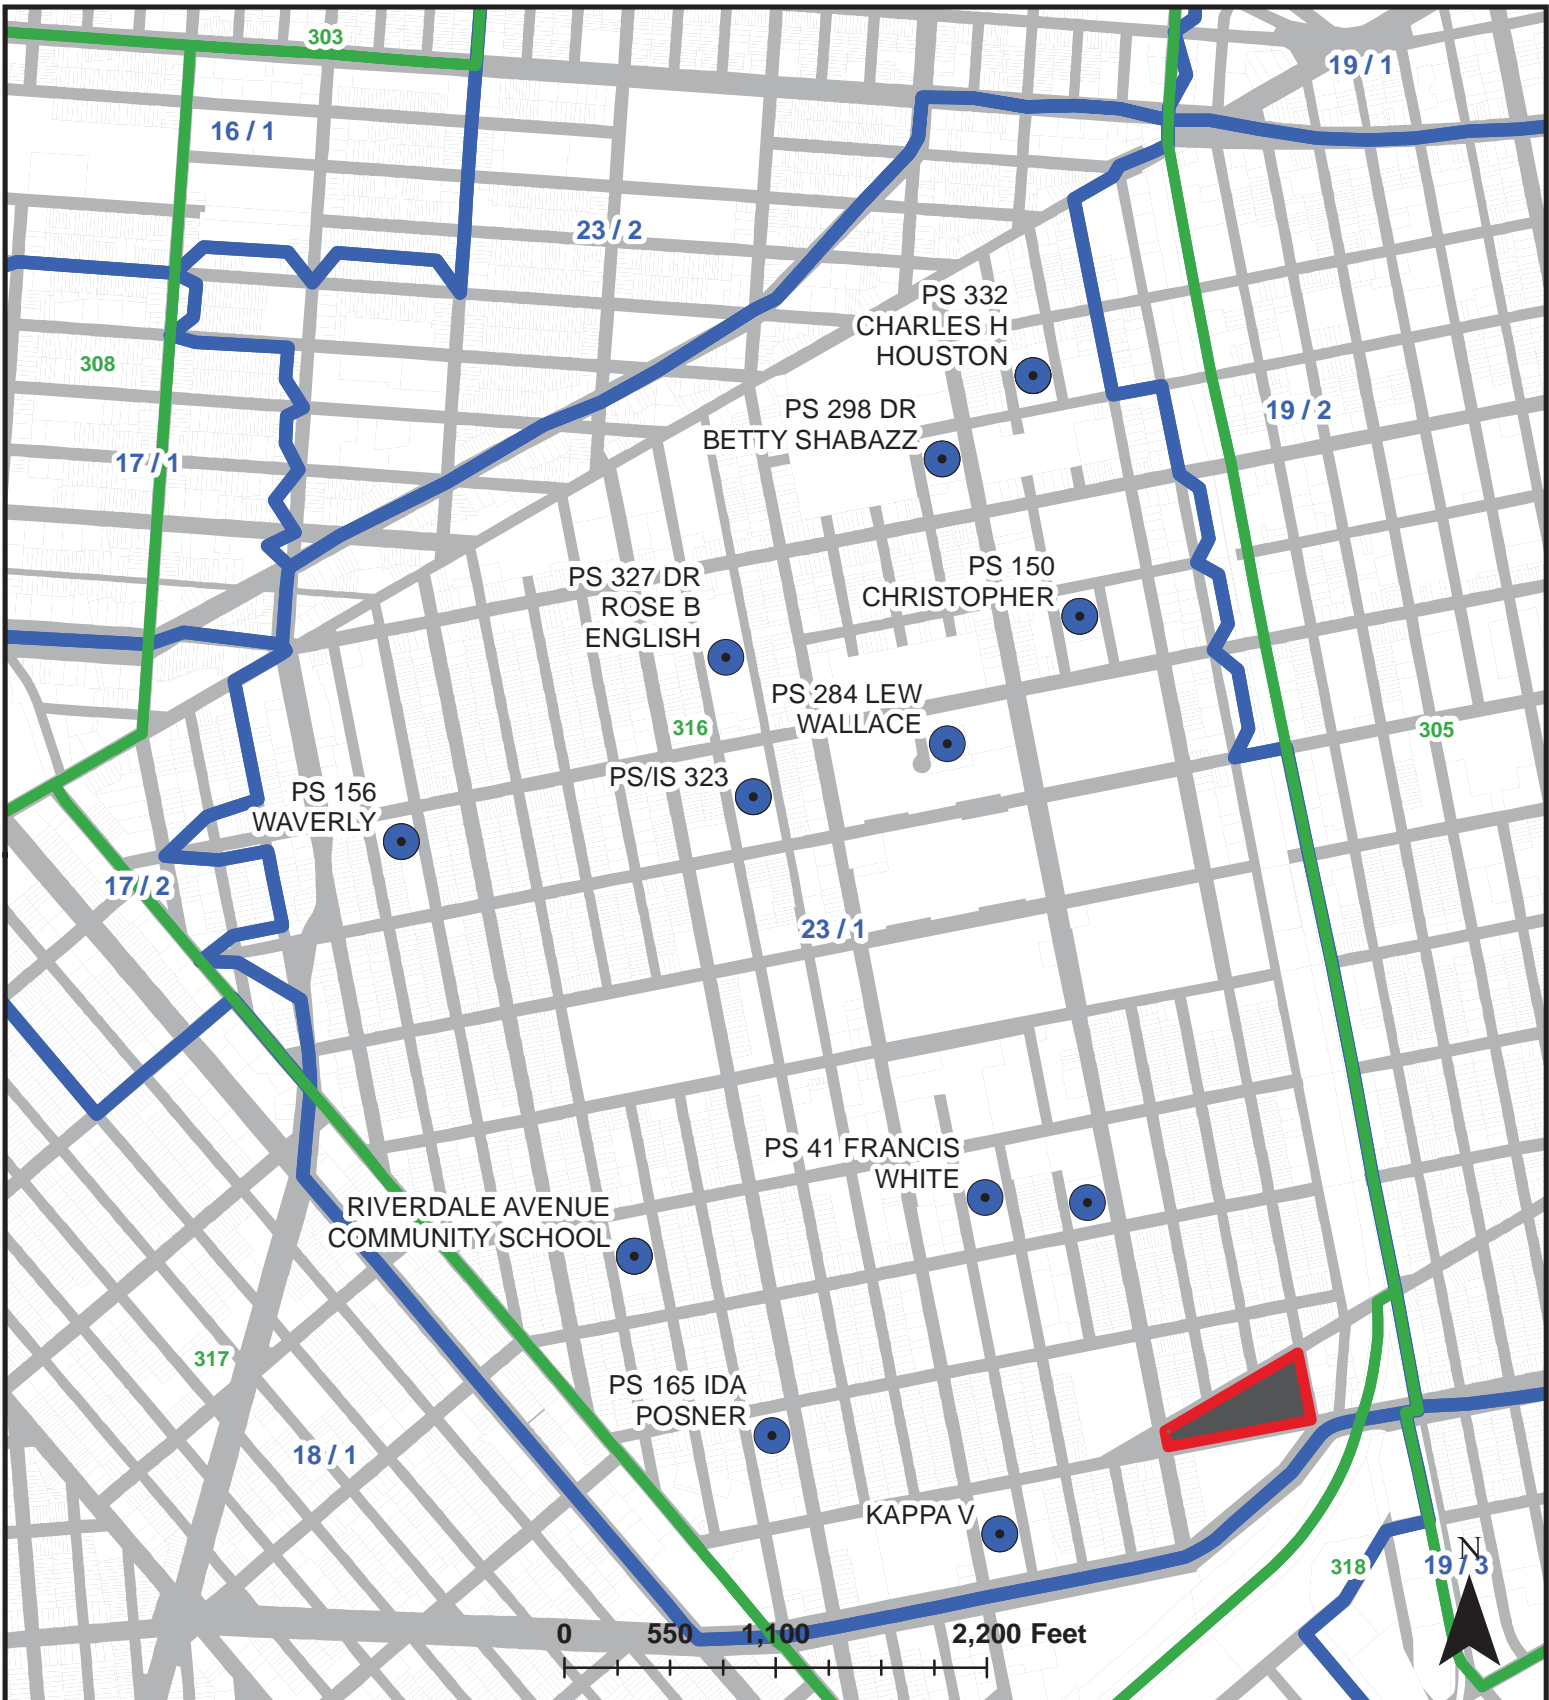 303
19 / 1
16 / 1
23 / 2
PS 332
CHARLES H
HOUSTON
308
PS 298 DR
BETTY SHABAZZ
19 / 2
17 / 1
PS 327 DR
ROSE B
ENGLISH
PS 150
CHRISTOPHER
PS 284 LEW
WALLACE
316
305
PS/IS 323
PS 156
WAVERLY
17 / 2
23 / 1
PS 41 FRANCIS
WHITE
RIVERDALE AVENUE
COMMUNITY SCHOOL
317
PS 165 IDA
POSNER
18 / 1
KAPPA V
N
318
19 / 3
0 550 1,100 2,200 Feet